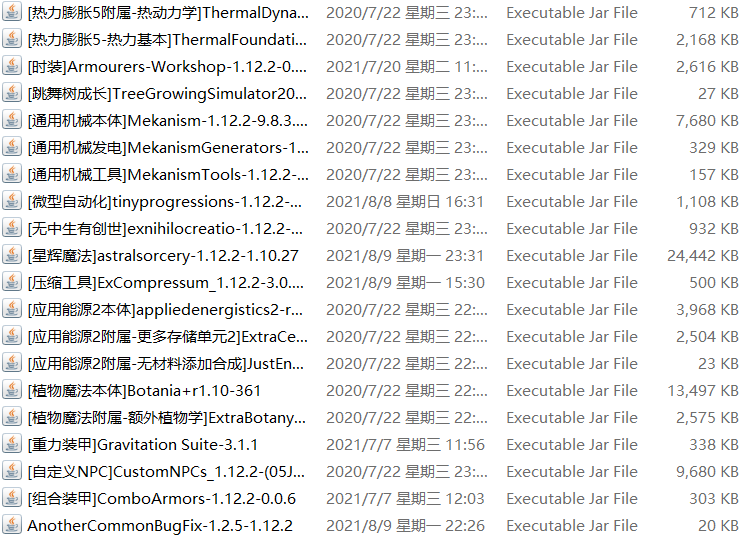 [热力膨胀5附属-热动力学]ThermalDyna... 2020/7/22 星期三 23:... Executable Jar File 712 KB
[热力膨胀5-热力基本]ThermalFoundati... 2020/7/22 星期三 23:... Executable Jar File 2,168 KB
[时装]Armourers-Workshop-1.12.2-0.... 2021/7/20 星期二 11:... Executable Jar File 2,616 KB
[跳舞树成长]TreeGrowingSimulator20... 2020/7/22 星期三 23:... Executable Jar File 27 KB
[通用机械本体]Mekanism-1.12.2-9.8.3.... 2020/7/22 星期三 23:... Executable Jar File 7,680 KB
[通用机械发电]MekanismGenerators-1... 2020/7/22 星期三 23:... Executable Jar File 329 KB
[通用机械工具]MekanismTools-1.12.2-... 2020/7/22 星期三 23:... Executable Jar File 157 KB
[微型自动化]tinyprogressions-1.12.2-... 2021/8/8 星期日 16:31 Executable Jar File 1,108 KB
[无中生有创世]exnihilocreatio-1.12.2-... 2020/7/22 星期三 23:... Executable Jar File 932 KB
[星辉魔法]astralsorcery-1.12.2-1.10.27 2021/8/9 星期一 23:31 Executable Jar File 24,442 KB
[压缩工具]ExCompressum_1.12.2-3.0.... 2021/8/9 星期一 15:30 Executable Jar File 500 KB
[应用能源2本体]appliedenergistics2-r... 2020/7/22 星期三 22:... Executable Jar File 3,968 KB
[应用能源2附属-更多存储单元2]ExtraCe... 2020/7/22 星期三 22:... Executable Jar File 2,504 KB
[应用能源2附属-无材料添加合成]JustEn... 2020/7/22 星期三 22:... Executable Jar File 23 KB
[植物魔法本体]Botania+r1.10-361 2020/7/22 星期三 22:... Executable Jar File 13,497 KB
[植物魔法附属-额外植物学]ExtraBotany... 2020/7/22 星期三 22:... Executable Jar File 2,575 KB
[重力装甲]Gravitation Suite-3.1.1 2021/7/7 星期三 11:56 Executable Jar File 338 KB
[自定义NPC]CustomNPCs_1.12.2-(05J... 2020/7/22 星期三 23:... Executable Jar File 9,680 KB
[组合装甲]ComboArmors-1.12.2-0.0.6 2021/7/7 星期三 12:03 Executable Jar File 303 KB
AnotherCommonBugFix-1.2.5-1.12.2 2021/8/9 星期一 22:26 Executable Jar File 20 KB